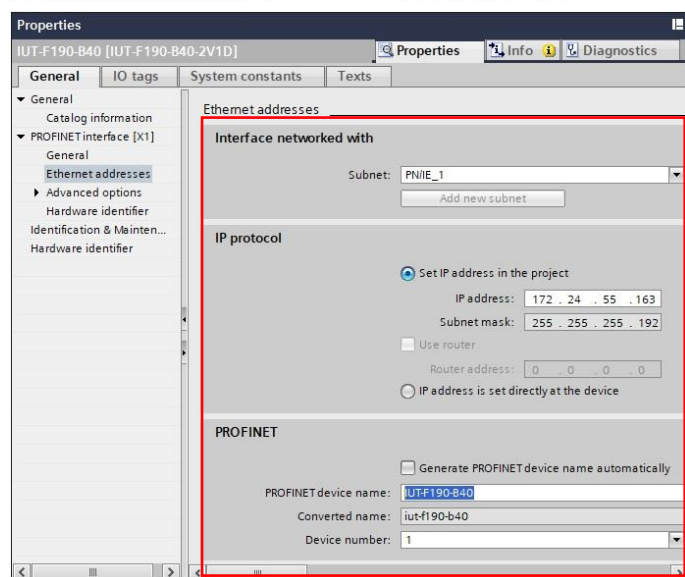 Properties
IUT-F190-B40 [IUT-F190-B40-2V1D]
Properties
Info
Diagnostics
General
IO tags
System constants
Texts
General
Catalog information
PROFINET interface [X1]
General
Ethernet addresses
Advanced options
Hardware identifier
Identification & Mainten...
Hardware identifier
Ethernet addresses
Interface networked with
Subnet: PN/IE_1
Add new subnet
IP protocol
Set IP address in the project
IP address: 172 . 24 . 55 . 163
Subnet mask: 255 . 255 . 255 . 192
Use router
Router address: 0 . 0 . 0 . 0
IP address is set directly at the device
PROFINET
Generate PROFINET device name automatically
PROFINET device name: IUT-F190-B40
Converted name: iut-f190-b40
Device number: 1